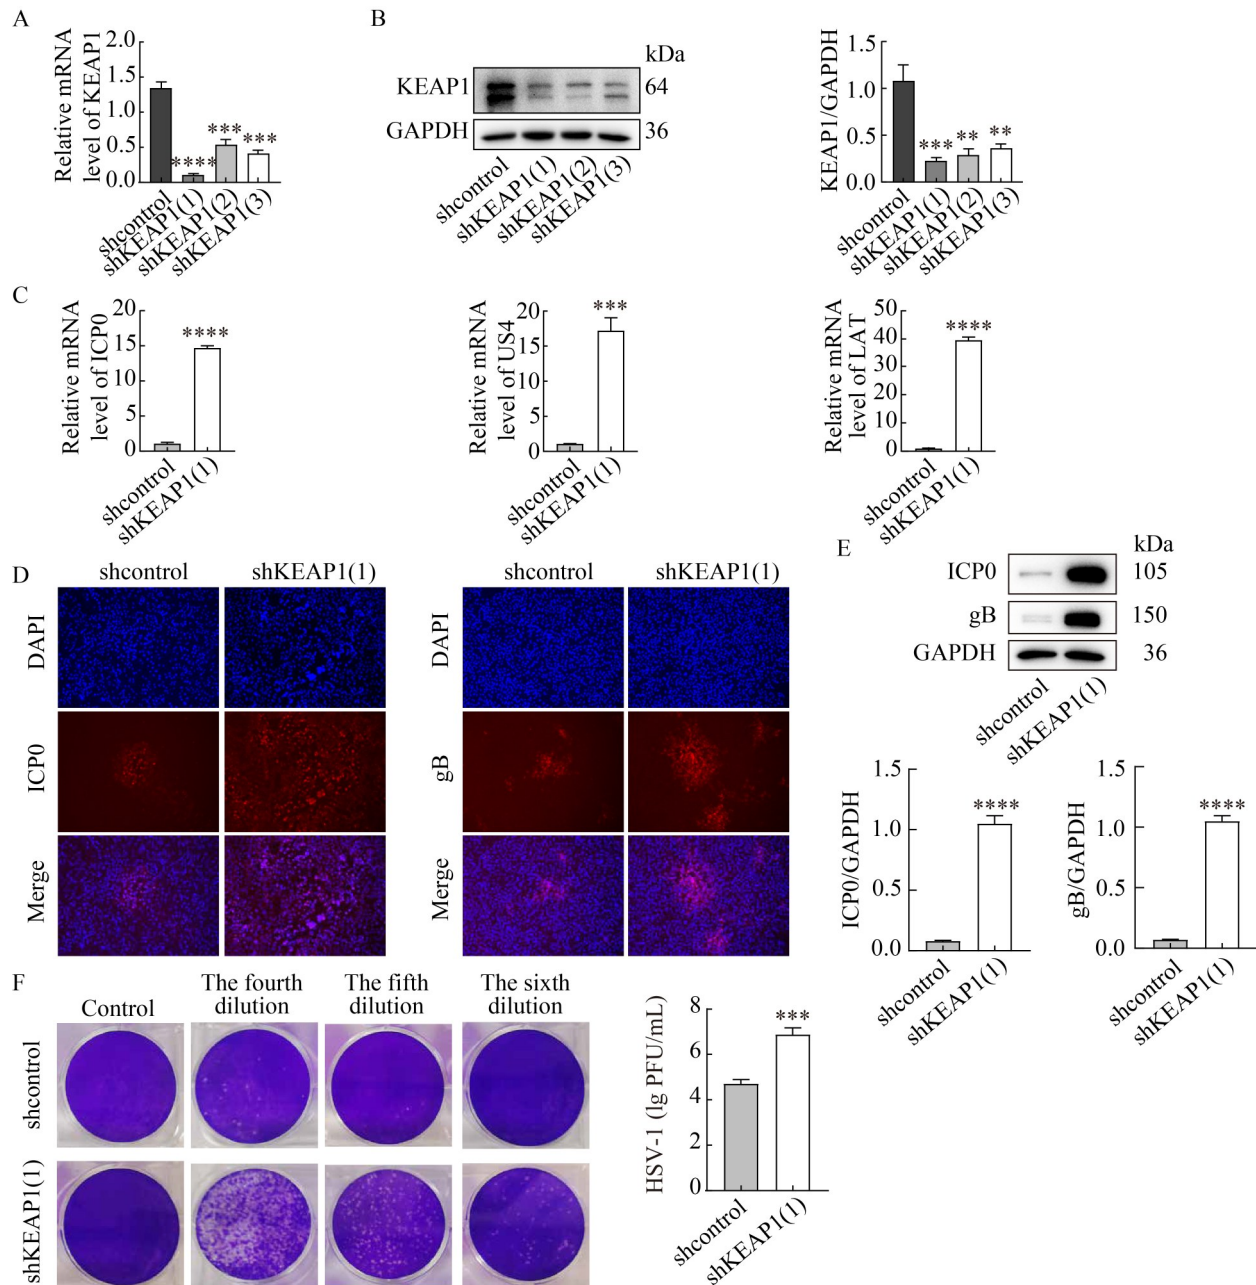 A
Relative mRNA
level of KEAP1
2.0
1.5
1.0
0.5
0.0
****
***
***
shcontrol
shKEAP1(1)
shKEAP1(2)
shKEAP1(3)
B
kDa
KEAP1
64
GAPDH
36
shcontrol
shKEAP1(1)
shKEAP1(2)
shKEAP1(3)
KEAP1/GAPDH
1.5
1.0
0.5
0.0
***
**
**
shcontrol
shKEAP1(1)
shKEAP1(2)
shKEAP1(3)
C
Relative mRNA
level of ICP0
20
15
10
5
0
****
shcontrol
shKEAP1(1)
Relative mRNA
level of US4
20
15
10
5
0
***
shcontrol
shKEAP1(1)
Relative mRNA
level of LAT
50
40
30
20
10
0
****
shcontrol
shKEAP1(1)
D
shcontrol
shKEAP1(1)
DAPI
ICP0
Merge
shcontrol
shKEAP1(1)
DAPI
gB
Merge
E
kDa
ICP0
105
gB
150
GAPDH
36
shcontrol
shKEAP1(1)
ICP0/GAPDH
1.5
1.0
0.5
0.0
****
shcontrol
shKEAP1(1)
gB/GAPDH
1.5
1.0
0.5
0.0
****
shcontrol
shKEAP1(1)
F
Control
The fourth
dilution
The fifth
dilution
The sixth
dilution
shcontrol
shKEAP1(1)
HSV-1 (lg PFU/mL)
8
6
4
2
0
***
shcontrol
shKEAP1(1)